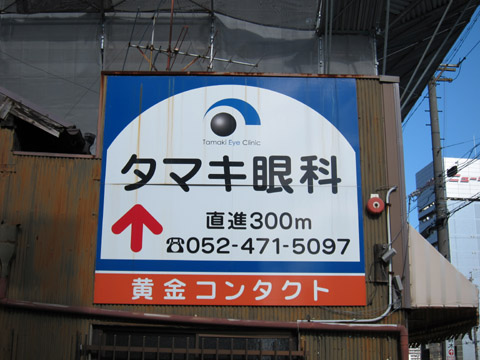 Tamaki Eye Clinic
タマキ眼科
直進300m
☎052-471-5097
黄金コンタクト